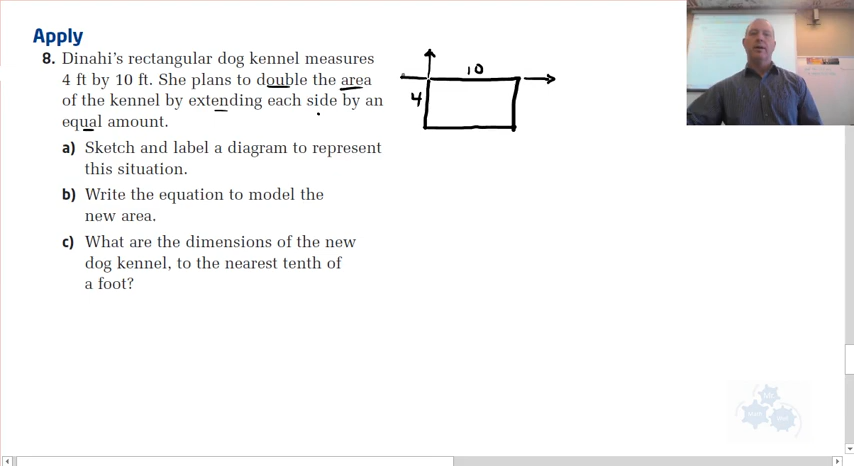 Apply
8. Dinahi's rectangular dog kennel measures
4 ft by 10 ft. She plans to double the area
of the kennel by extending each side by an
equal amount.
a) Sketch and label a diagram to represent
this situation.
b) Write the equation to model the
new area.
c) What are the dimensions of the new
dog kennel, to the nearest tenth of
a foot?
10
4